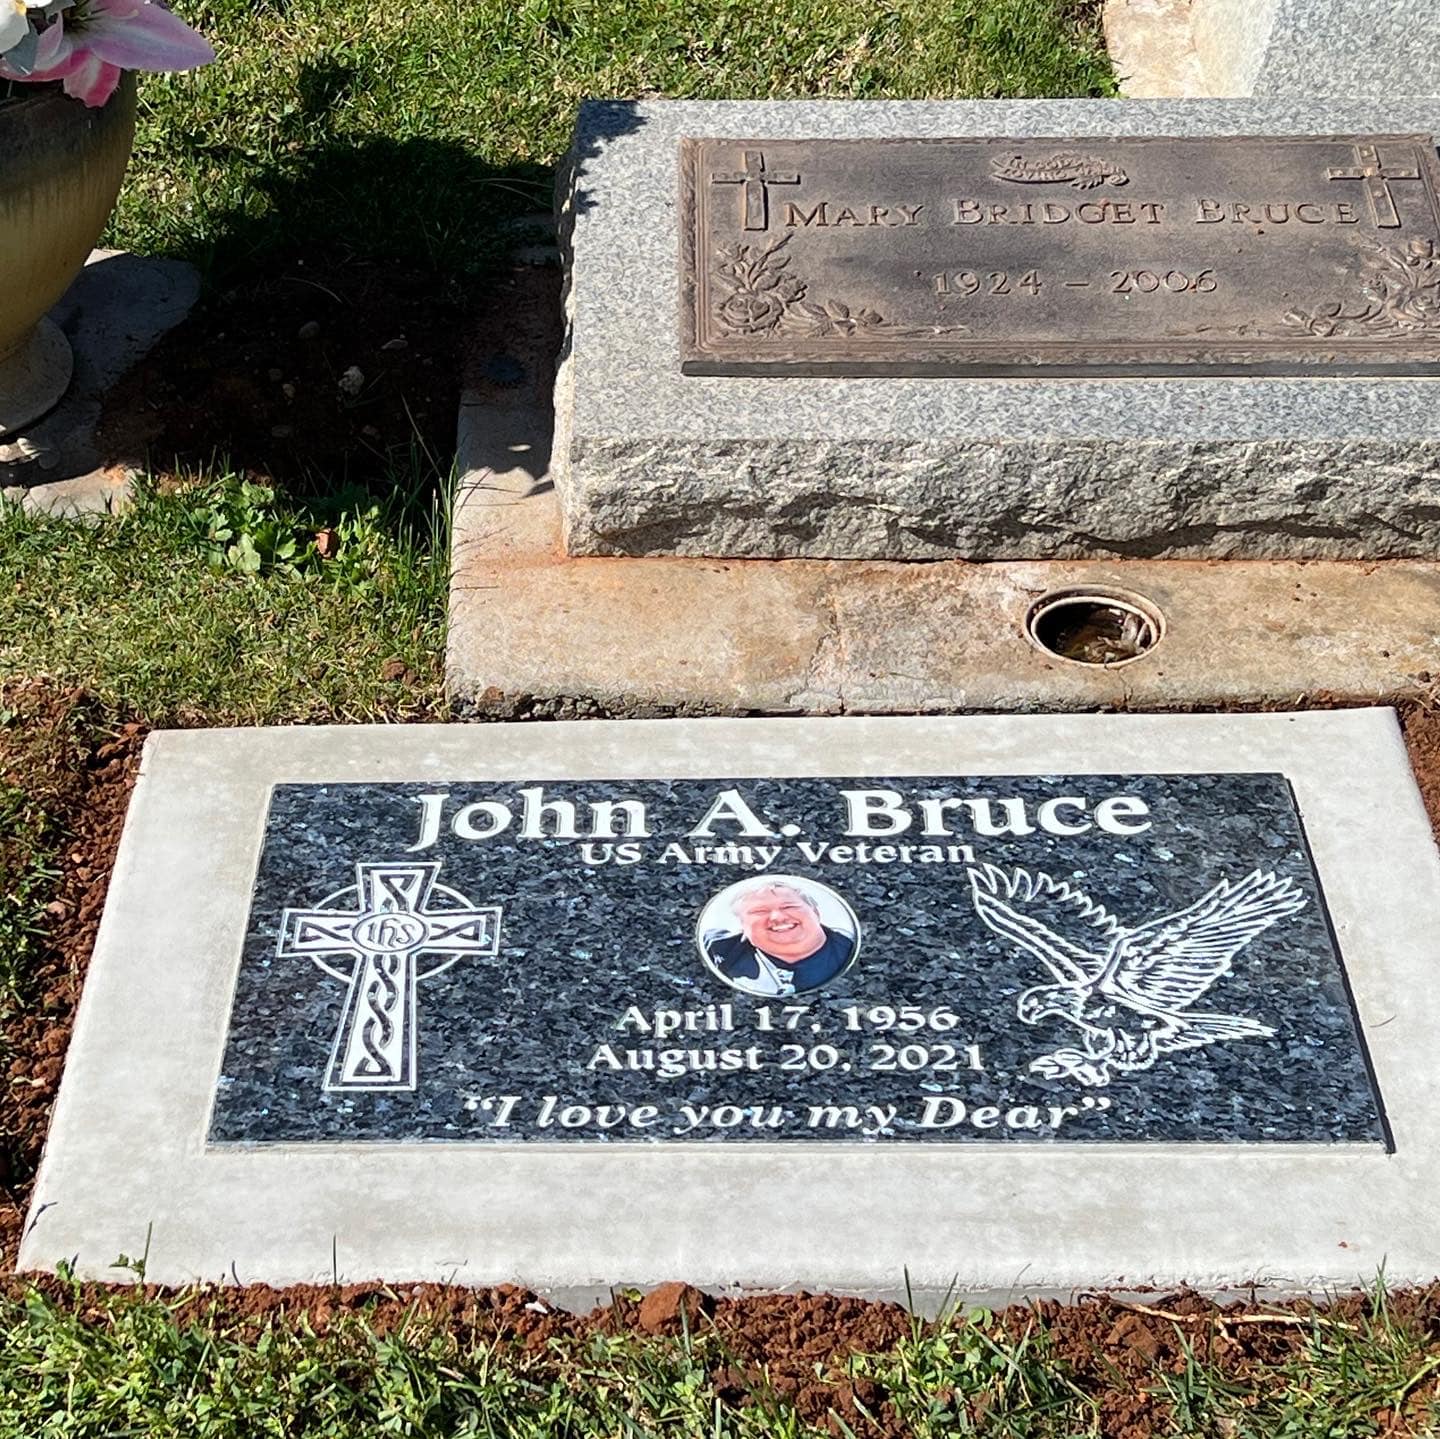 LOVING
MARY BRIDGET BRUCE
1924 – 2006
John A. Bruce
US Army Veteran
ihs
April 17, 1956
August 20, 2021
“I love you my Dear”